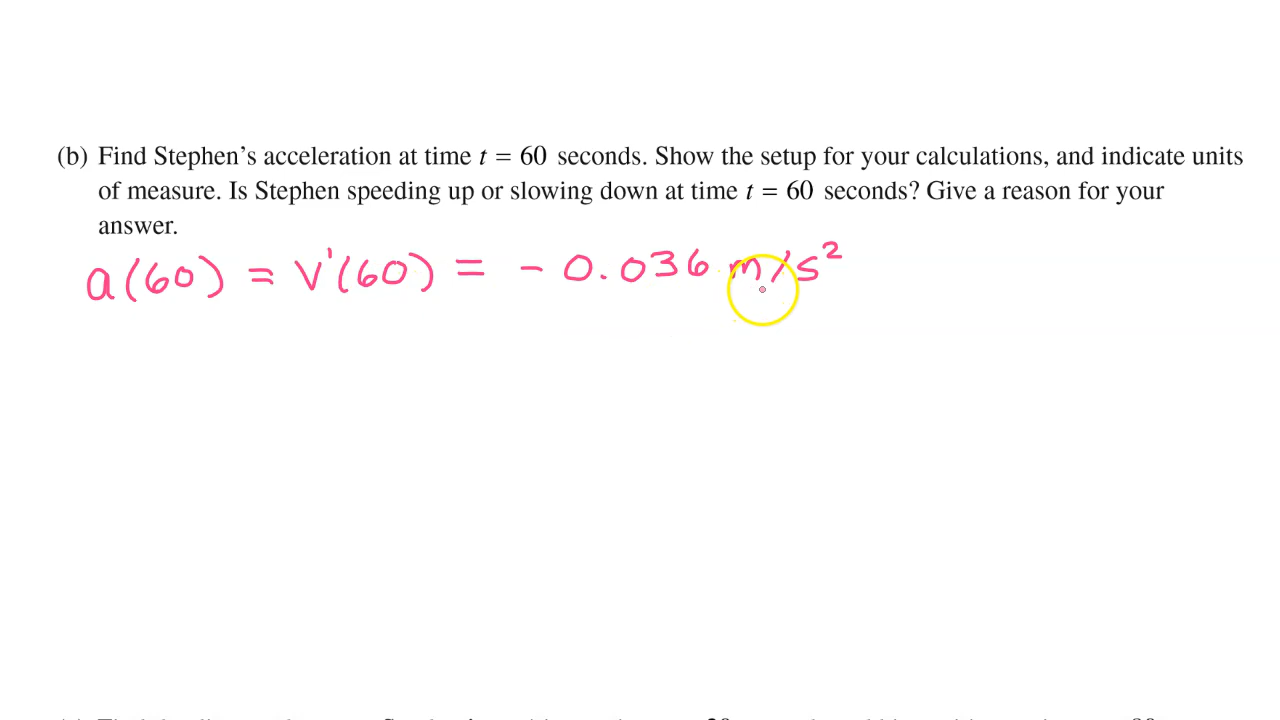 (b) Find Stephen's acceleration at time t = 60 seconds. Show the setup for your calculations, and indicate units
of measure. Is Stephen speeding up or slowing down at time t = 60 seconds? Give a reason for your
answer.
a(60) = v'(60) = - 0.036 m/s²